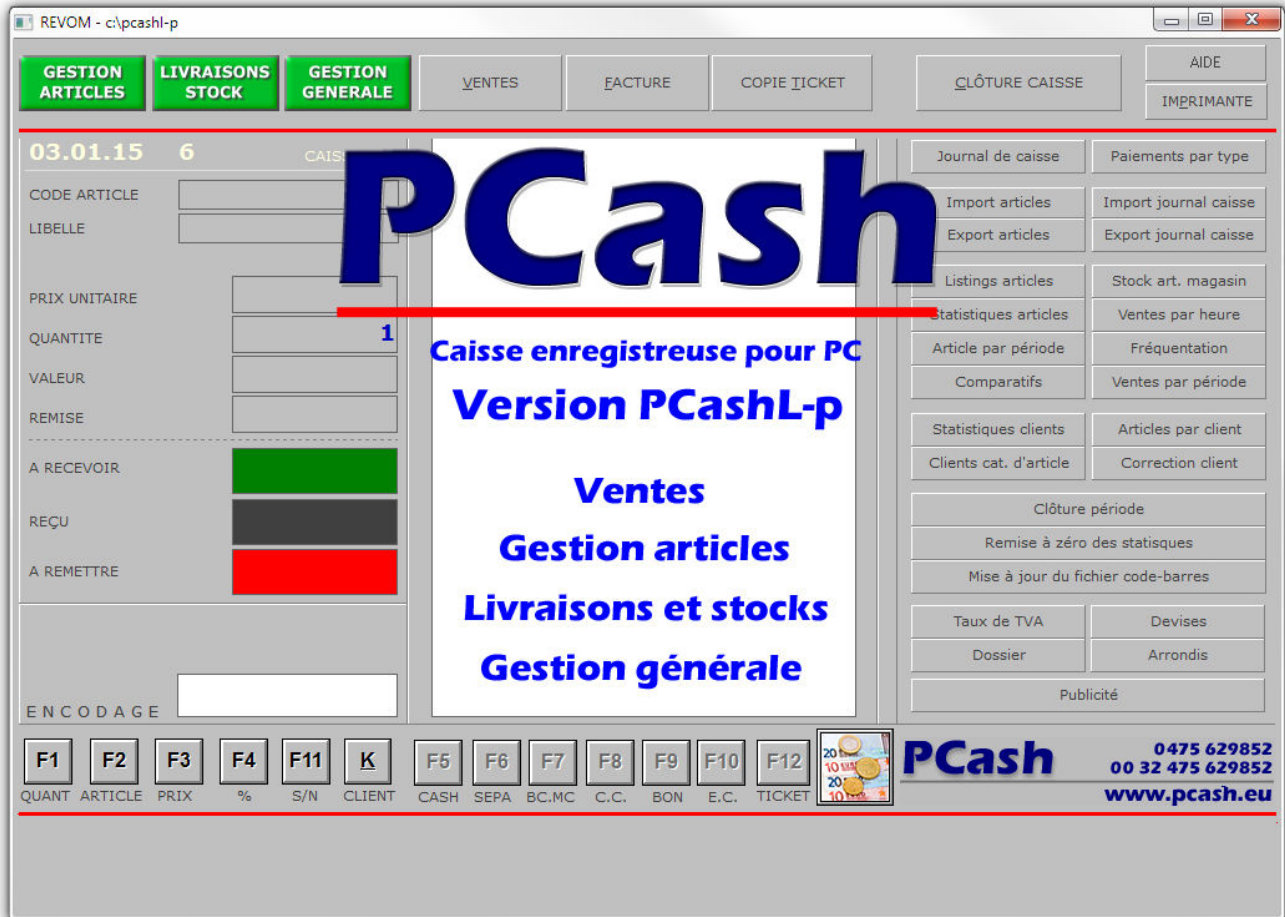 REVOM - c:\pcashl-p
GESTION ARTICLES
LIVRAISONS STOCK
GESTION GENERALE
VENTES
FACTURE
COPIE TICKET
CLÔTURE CAISSE
AIDE
IMPRIMANTE
03.01.15 6
CODE ARTICLE
LIBELLE
PRIX UNITAIRE
QUANTITE 1
VALEUR
REMISE
A RECEVOIR
REÇU
A REMETTRE
ENCODAGE
PCash
Caisse enregistreuse pour PC
Version PCashL-p
Ventes
Gestion articles
Livraisons et stocks
Gestion générale
Journal de caisse Paiements par type
Import articles Import journal caisse
Export articles Export journal caisse
Listings articles Stock art. magasin
Statistiques articles Ventes par heure
Article par période Fréquentation
Comparatifs Ventes par période
Statistiques clients Articles par client
Clients cat. d'article Correction client
Clôture période
Remise à zéro des statisques
Mise à jour du fichier code-barres
Taux de TVA Devises
Dossier Arrondis
Publicité
F1 F2 F3 F4 F11 K F5 F6 F7 F8 F9 F10 F12
QUANT ARTICLE PRIX % S/N CLIENT CASH SEPA BC.MC C.C. BON E.C. TICKET
PCash
0475 629852
00 32 475 629852
www.pcash.eu